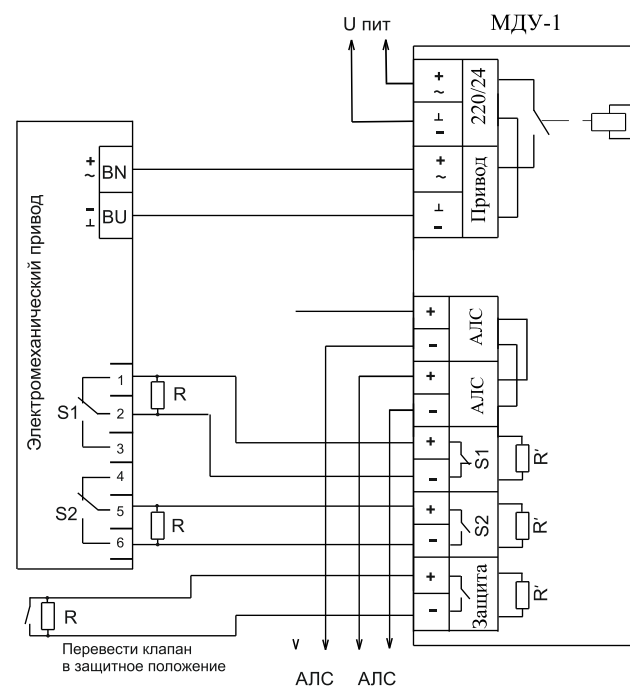 U пит
МДУ-1
+
~
220/24
⊥
-
+
~
Привод
⊥
-
Электромеханический привод
+
~
BN
-
⊥
BU
+
АЛС
-
+
АЛС
-
1
R
S1
2
3
+
S1
R'
-
4
S2
5
R
6
+
S2
R'
-
+
Защита
R'
-
R
Перевести клапан
в защитное положение
АЛС
АЛС